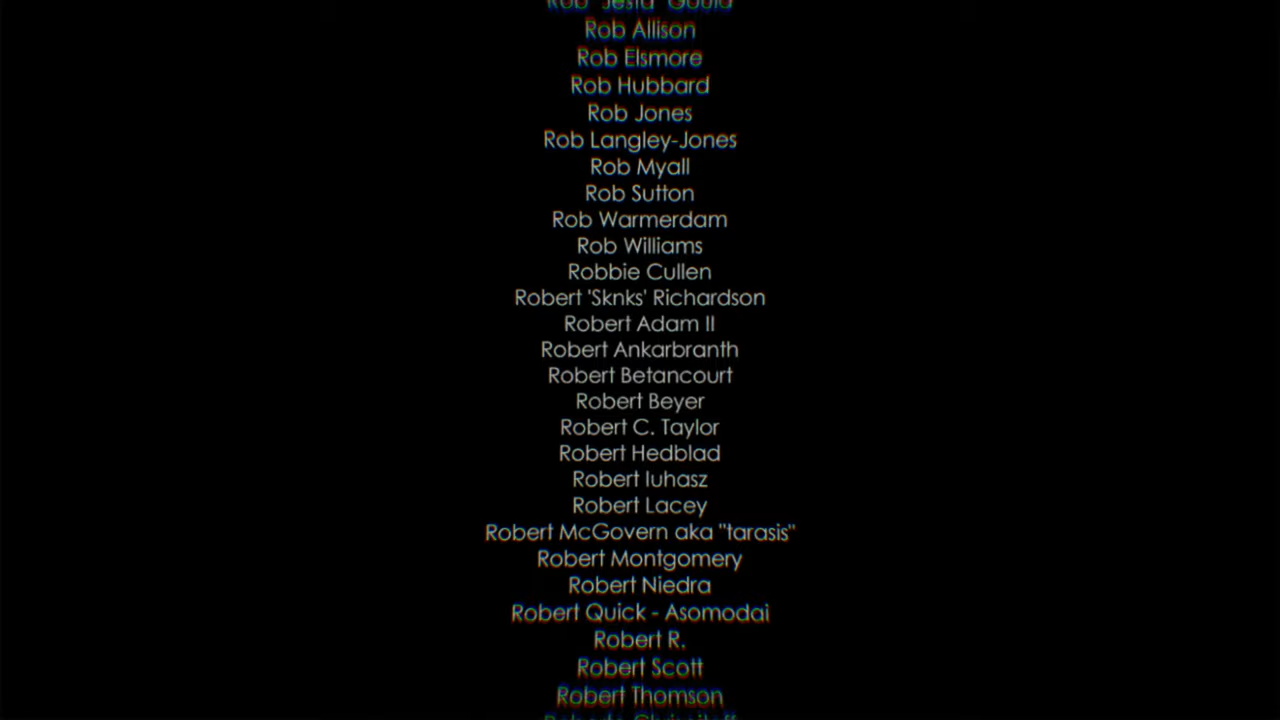 Rob "Jesta" Gould
Rob Allison
Rob Elsmore
Rob Hubbard
Rob Jones
Rob Langley-Jones
Rob Myall
Rob Sutton
Rob Warmerdam
Rob Williams
Robbie Cullen
Robert 'Sknks' Richardson
Robert Adam II
Robert Ankarbranth
Robert Betancourt
Robert Beyer
Robert C. Taylor
Robert Hedblad
Robert Iuhasz
Robert Lacey
Robert McGovern aka "tarasis"
Robert Montgomery
Robert Niedra
Robert Quick - Asomodai
Robert R.
Robert Scott
Robert Thomson